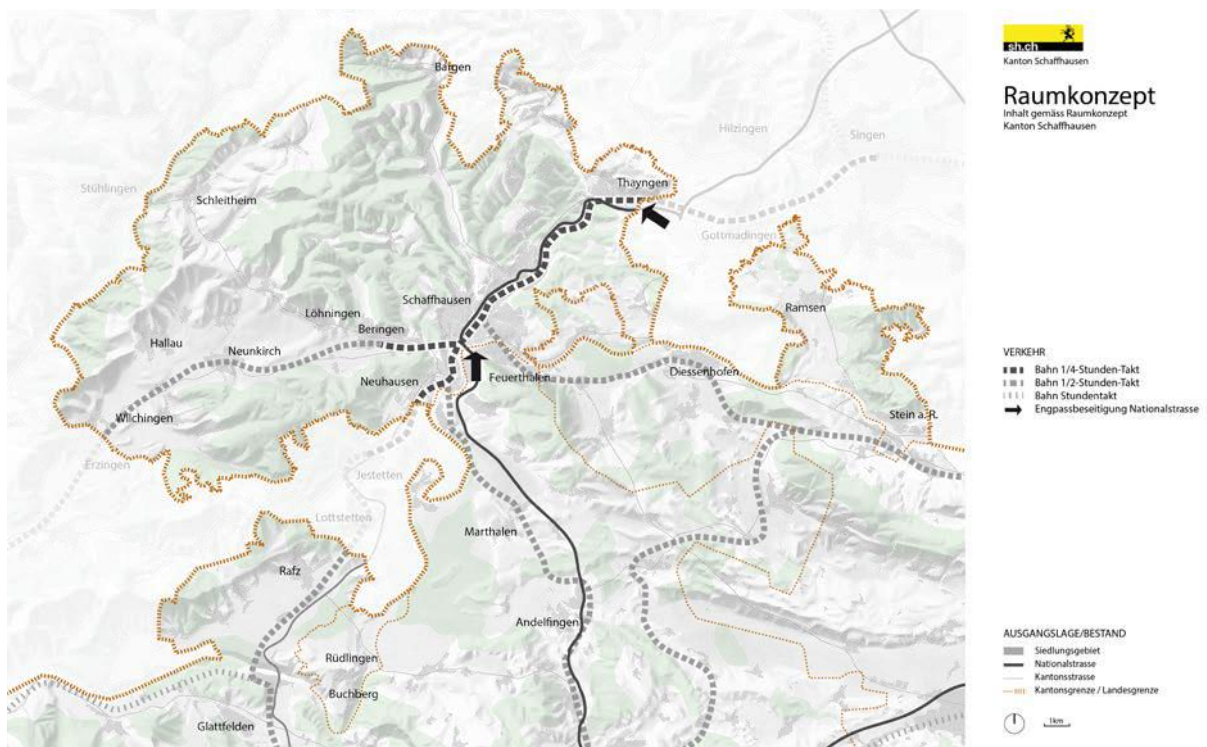 sh.ch
Kanton Schaffhausen
Raumkonzept
Inhalt gemäss Raumkonzept
Kanton Schaffhausen
Bargen
Hilzingen
Singen
Thayngen
Stühlingen
Schleitheim
Gottmadingen
Schaffhausen
Ramsen
Löhningen
Beringen
Hallau
Neunkirch
Neuhausen
Feuerthalen
Diessenhofen
Wilchingen
Stein a. R.
Erzingen
Jestetten
Lottstetten
Marthalen
Rafz
Andelfingen
Rüdlingen
Buchberg
Glattfelden
VERKEHR
Bahn 1/4-Stunden-Takt
Bahn 1/2-Stunden-Takt
Bahn Stundentakt
Engpassbeseitigung Nationalstrasse
AUSGANGSLAGE/BESTAND
Siedlungsgebiet
Nationalstrasse
Kantonsstrasse
Kantonsgrenze / Landesgrenze
1km